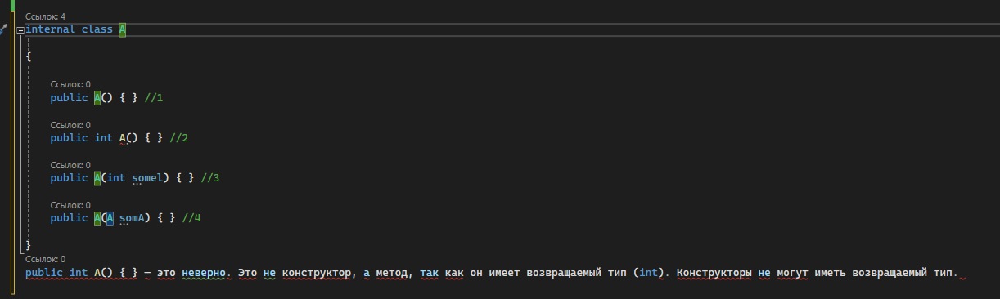 Ссылок: 4
internal class A
{
Ссылок: 0
public A() { } //1
Ссылок: 0
public int A() { } //2
Ссылок: 0
public A(int somel) { } //3
Ссылок: 0
public A(A somA) { } //4
}
Ссылок: 0
public int A() { } — это неверно. Это не конструктор, а метод, так как он имеет возвращаемый тип (int). Конструкторы не могут иметь возвращаемый тип.